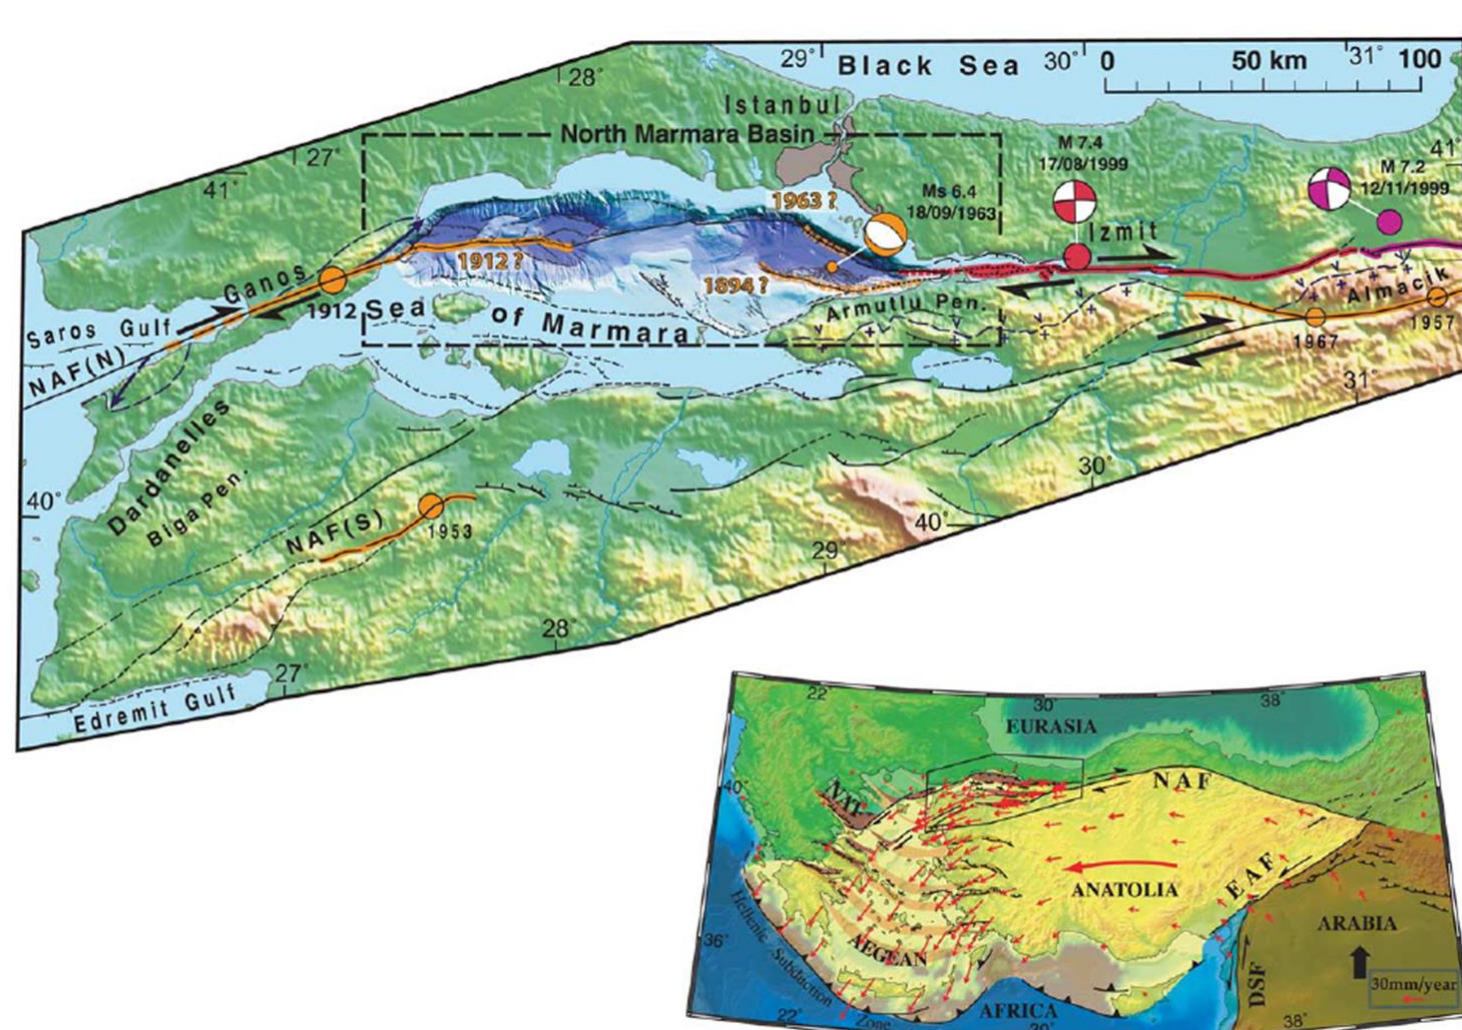 29°
Black Sea
30°
0
50 km
31°
100
28°
Istanbul
North Marmara Basin
27°
41°
M 7.4
17/08/1999
41°
M 7.2
12/11/1999
1963 ?
Ms 6.4
18/09/1963
Izmit
Ganos
1912 ?
1894 ?
Almacik
1912
Sea of Marmara
Armutlu Pen.
Saros Gulf
NAF(N)
1967
1957
31°
Dardanelles
Biga Pen.
30°
40°
NAF(S)
1953
40°
29°
28°
27°
Edremit Gulf
22°
30°
38°
EURASIA
40°
NAT
NAF
ANATOLIA
EAF
ARABIA
AEGEAN
36°
Hellenic Subduction Zone
DSF
30mm/year
AFRICA
22°
38°